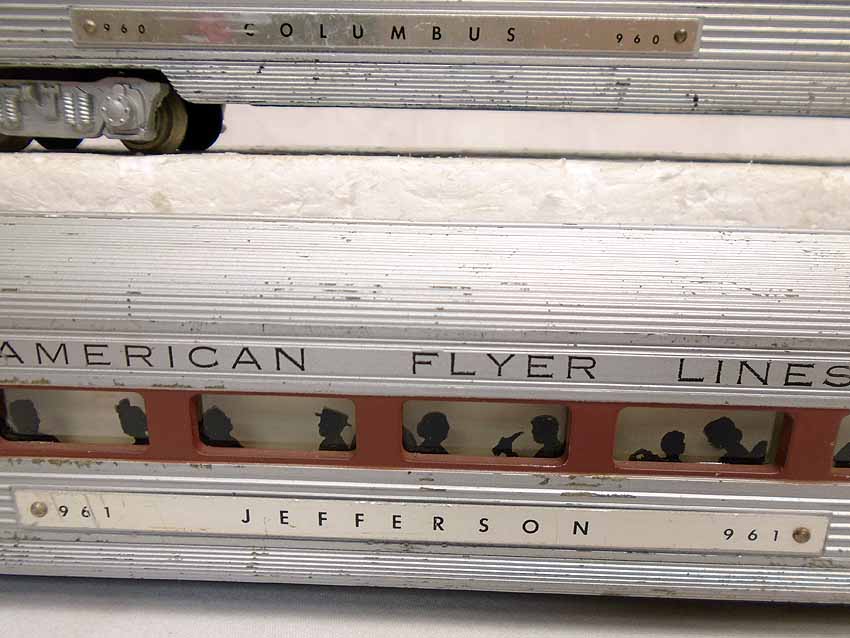 960 COLUMBUS 960
AMERICAN FLYER LINES
961 JEFFERSON 961